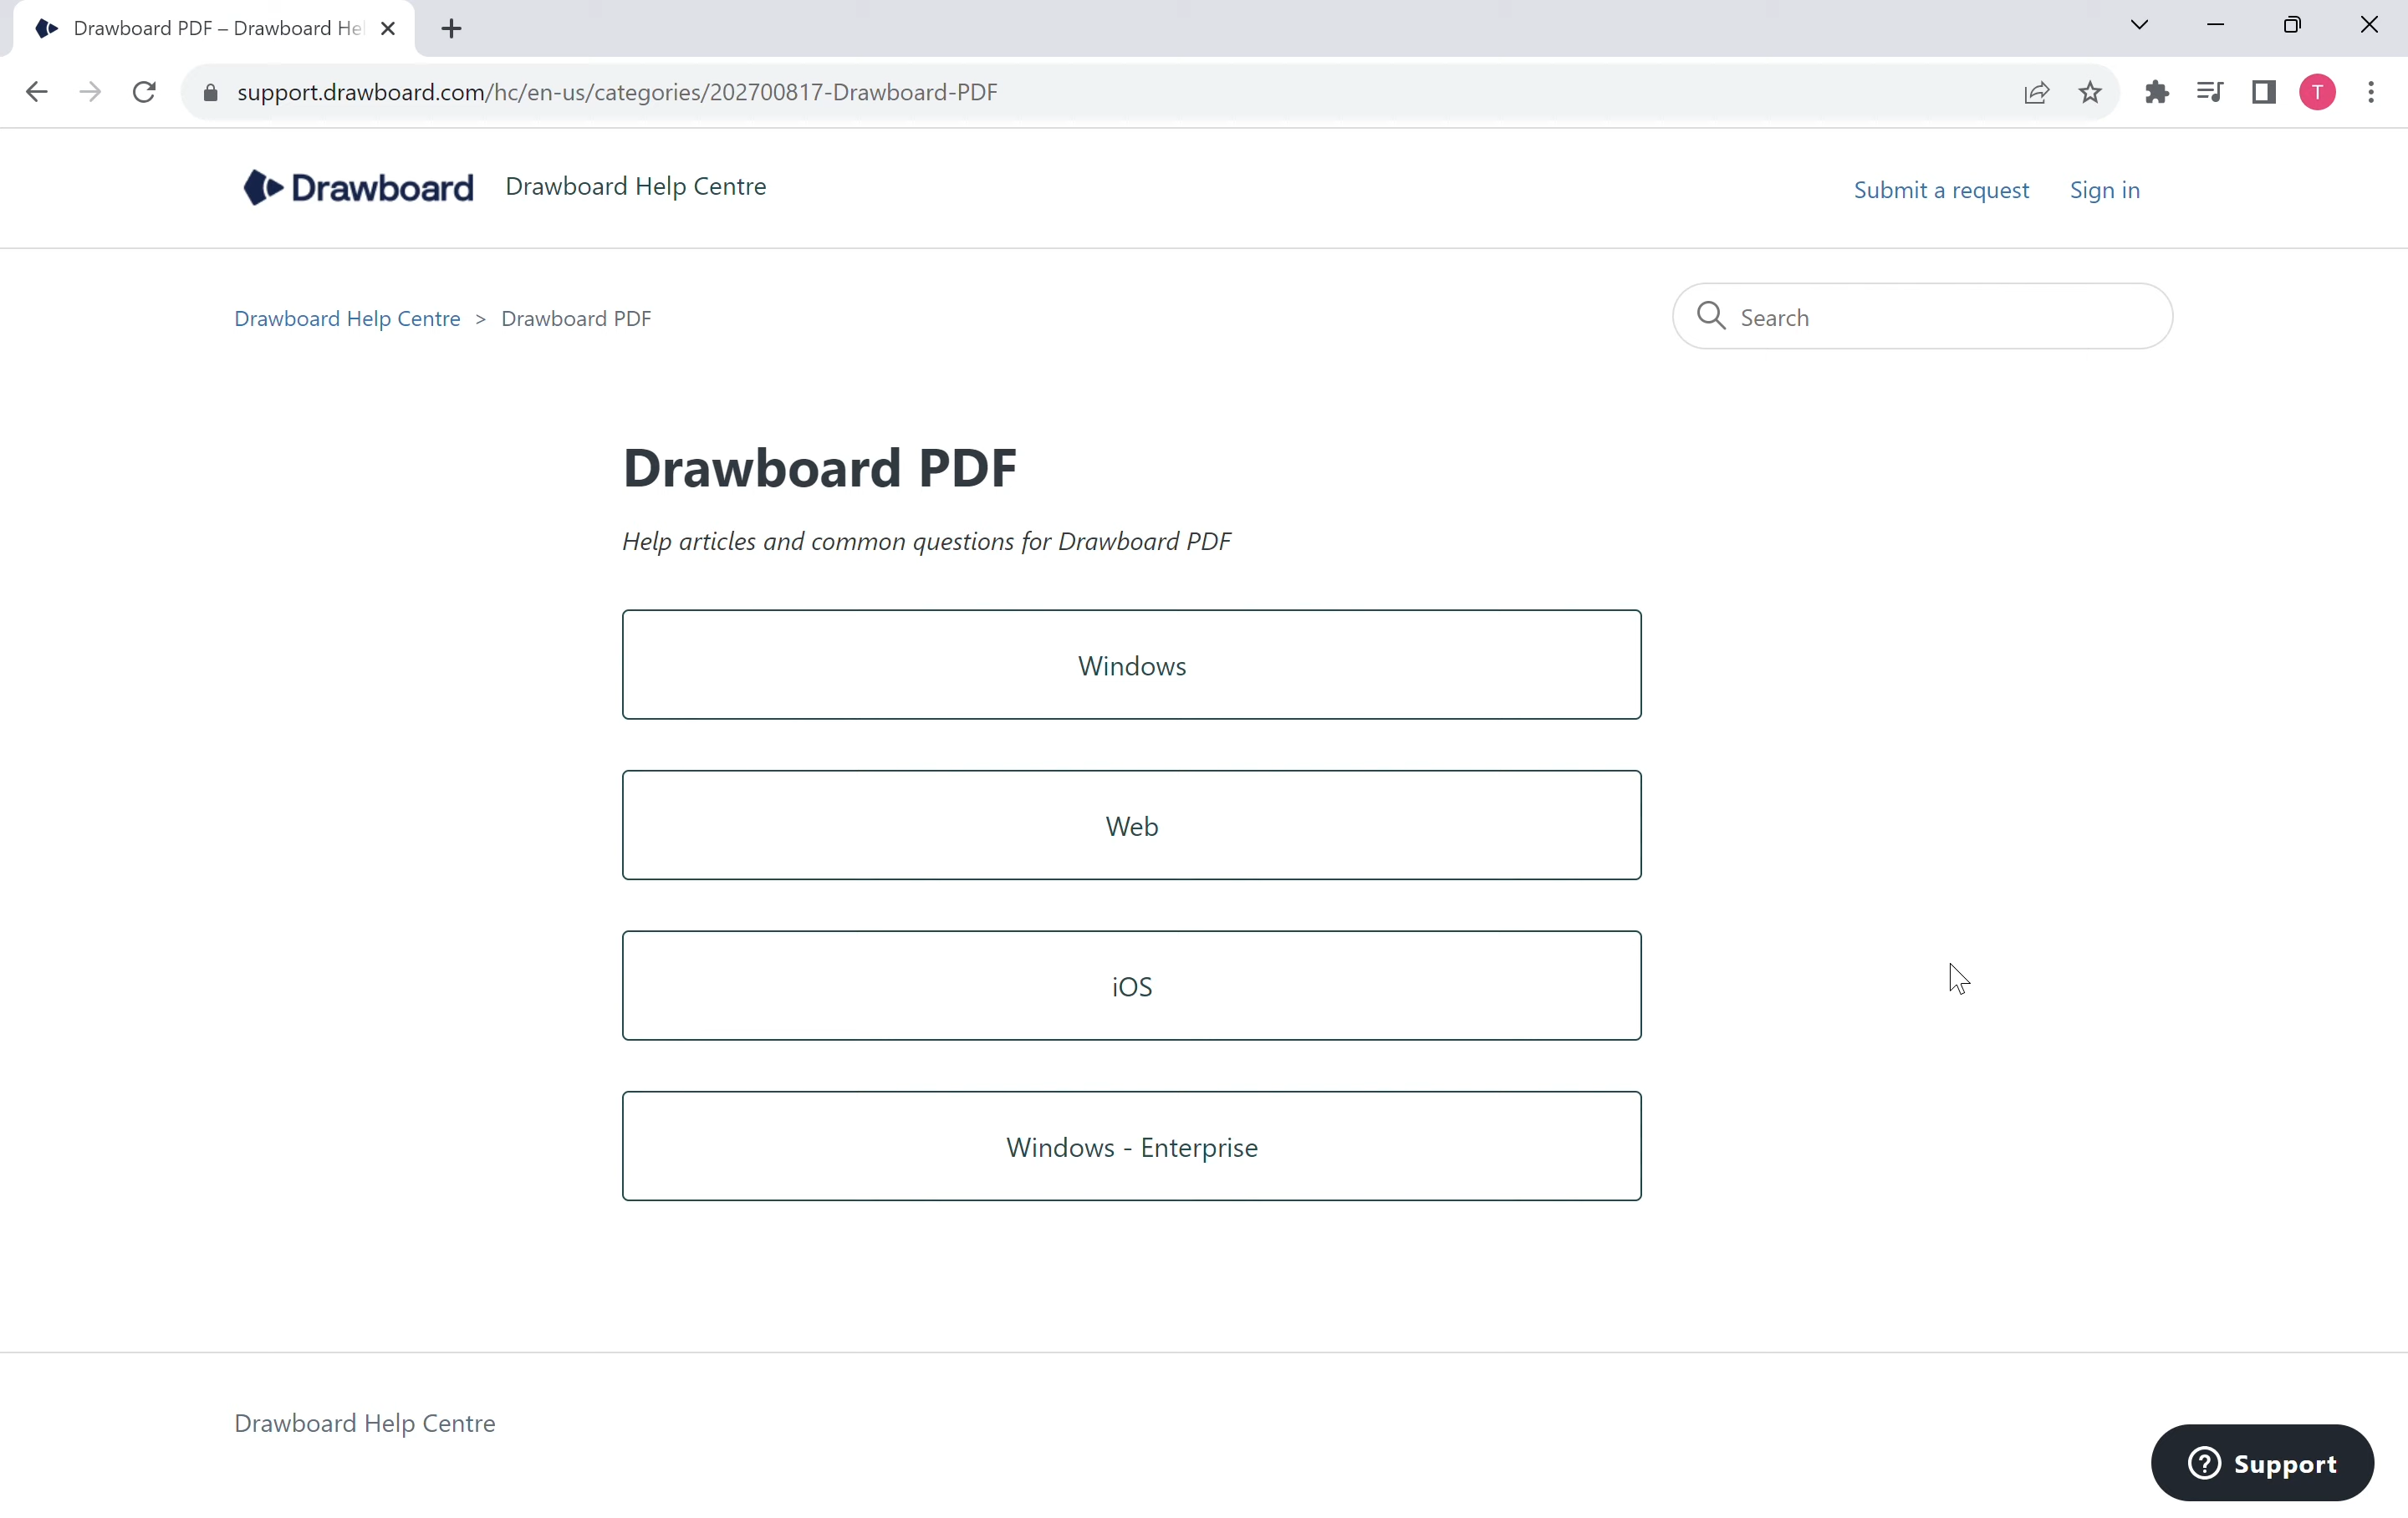 Drawboard PDF – Drawboard Hel
support.drawboard.com/hc/en-us/categories/202700817-Drawboard-PDF
T
Drawboard
Drawboard Help Centre
Submit a request
Sign in
Drawboard Help Centre > Drawboard PDF
Search
Drawboard PDF
Help articles and common questions for Drawboard PDF
Windows
Web
iOS
Windows - Enterprise
Drawboard Help Centre
Support